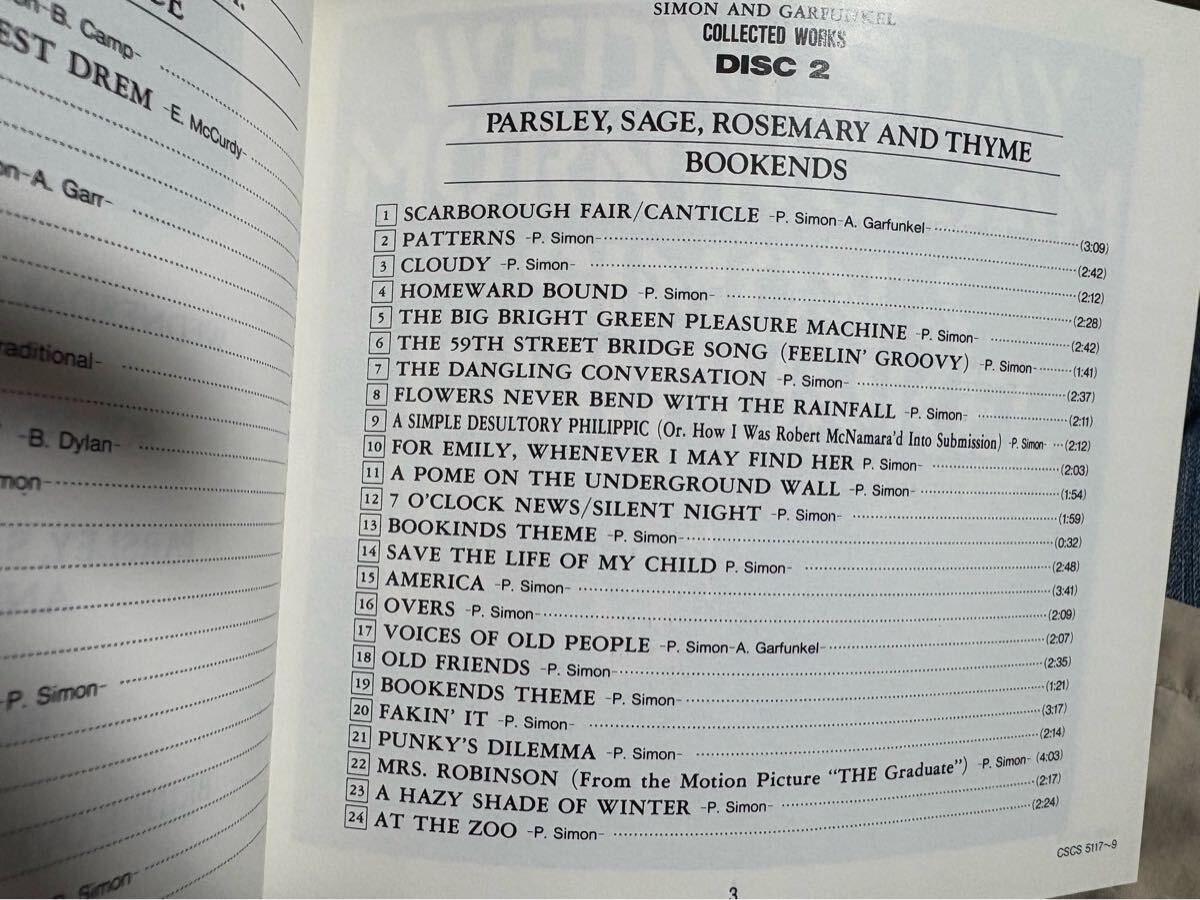 -B. Camp-
EST DREM -E. McCurdy-
-A. Garr-
-B. Dylan-
-P. Simon-
P. Simon-
SIMON AND GARFUNKEL
COLLECTED WORKS
DISC 2
PARSLEY, SAGE, ROSEMARY AND THYME
BOOKENDS
1 SCARBOROUGH FAIR/CANTICLE -P. Simon-A. Garfunkel- (3:09)
2 PATTERNS -P. Simon- (2:42)
3 CLOUDY -P. Simon- (2:12)
4 HOMEWARD BOUND -P. Simon- (2:28)
5 THE BIG BRIGHT GREEN PLEASURE MACHINE -P. Simon- (2:42)
6 THE 59TH STREET BRIDGE SONG (FEELIN' GROOVY) -P. Simon- (1:41)
7 THE DANGLING CONVERSATION -P. Simon- (2:37)
8 FLOWERS NEVER BEND WITH THE RAINFALL -P. Simon- (2:11)
9 A SIMPLE DESULTORY PHILIPPIC (Or. How I Was Robert McNamara'd Into Submission) -P. Simon- (2:12)
10 FOR EMILY, WHENEVER I MAY FIND HER P. Simon- (2:03)
11 A POME ON THE UNDERGROUND WALL -P. Simon- (1:54)
12 7 O'CLOCK NEWS/SILENT NIGHT -P. Simon- (1:59)
13 BOOKINDS THEME -P. Simon- (0:32)
14 SAVE THE LIFE OF MY CHILD P. Simon- (2:48)
15 AMERICA -P. Simon- (3:41)
16 OVERS -P. Simon- (2:09)
17 VOICES OF OLD PEOPLE -P. Simon-A. Garfunkel- (2:07)
18 OLD FRIENDS -P. Simon- (2:35)
19 BOOKENDS THEME -P. Simon- (1:21)
20 FAKIN' IT -P. Simon- (3:17)
21 PUNKY'S DILEMMA -P. Simon- (2:14)
22 MRS. ROBINSON (From the Motion Picture "THE Graduate") -P. Simon- (4:03)
23 A HAZY SHADE OF WINTER -P. Simon- (2:17)
24 AT THE ZOO -P. Simon- (2:24)
CSCS 5117~9
3